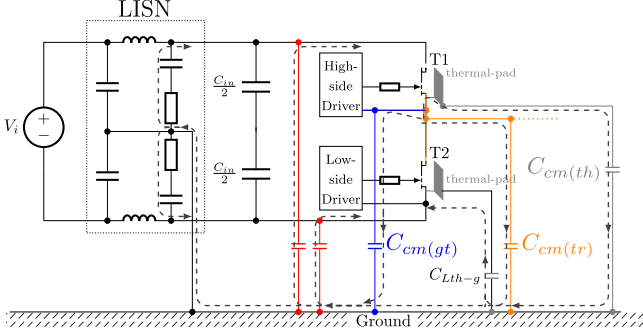 LISN
T1
High-
side
Driver
thermal-pad
C_in/2
V_i
+
−
Low-
side
Driver
T2
thermal-pad
C_in/2
C_cm(th)
C_cm(gt)
C_cm(tr)
C_Lth−g
Ground